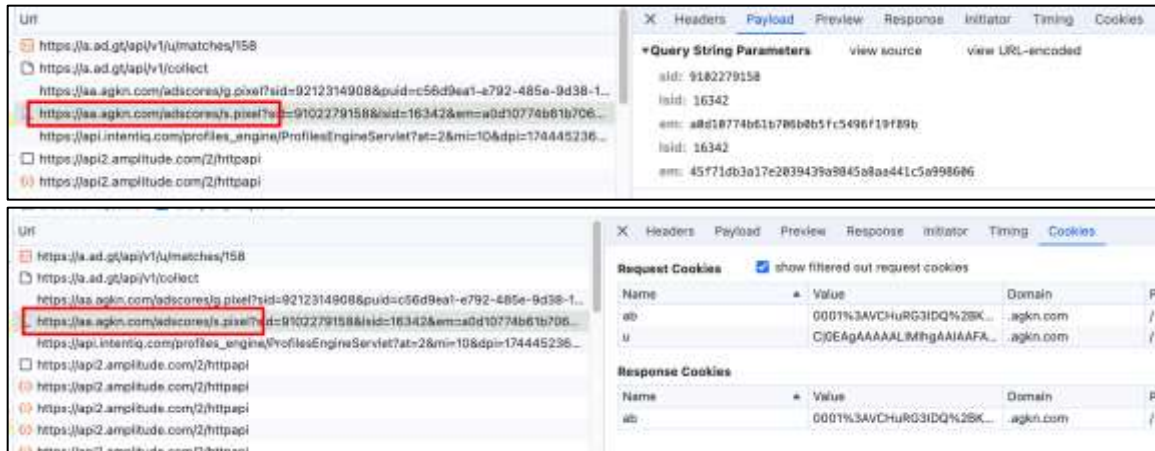 Url
https://a.ad.gt/api/v1/u/matches/158
https://a.ad.gt/api/v1/collect
https://aa.agkn.com/adscores/g.pixel?sid=9212314908&puid=c56d9ea1-e792-485e-9d38-1...
https://aa.agkn.com/adscores/s.pixel?sid=9102279158&lsid=16342&em=a0d10774b61b706...
https://api.intentiq.com/profiles_engine/ProfilesEngineServlet?at=2&mi=10&dpi=174445236...
https://api2.amplitude.com/2/httpapi
https://api2.amplitude.com/2/httpapi
X Headers Payload Preview Response Initiator Timing Cookies
▾Query String Parameters view source view URL-encoded
sid: 9102279158
lsid: 16342
em: a0d10774b61b706b0b5fc5496f19f89b
lsid: 16342
em: 45f71db3a17e2039439a9845a8aa441c5a998606
Url
https://a.ad.gt/api/v1/u/matches/158
https://a.ad.gt/api/v1/collect
https://aa.agkn.com/adscores/g.pixel?sid=9212314908&puid=c56d9ea1-e792-485e-9d38-1...
https://aa.agkn.com/adscores/s.pixel?sid=9102279158&lsid=16342&em=a0d10774b61b706...
https://api.intentiq.com/profiles_engine/ProfilesEngineServlet?at=2&mi=10&dpi=174445236...
https://api2.amplitude.com/2/httpapi
https://api2.amplitude.com/2/httpapi
https://api2.amplitude.com/2/httpapi
https://api2.amplitude.com/2/httpapi
https://api2.amplitude.com/2/httpapi
X Headers Payload Preview Response Initiator Timing Cookies
Request Cookies show filtered out request cookies
Name Value Domain P
ab 0001%3AVCHuRG3IDQ%2BK... .agkn.com /
u .agkn.com /
Response Cookies
Name Value Domain P
ab 0001%3AVCHuRG3IDQ%2BK... .agkn.com /